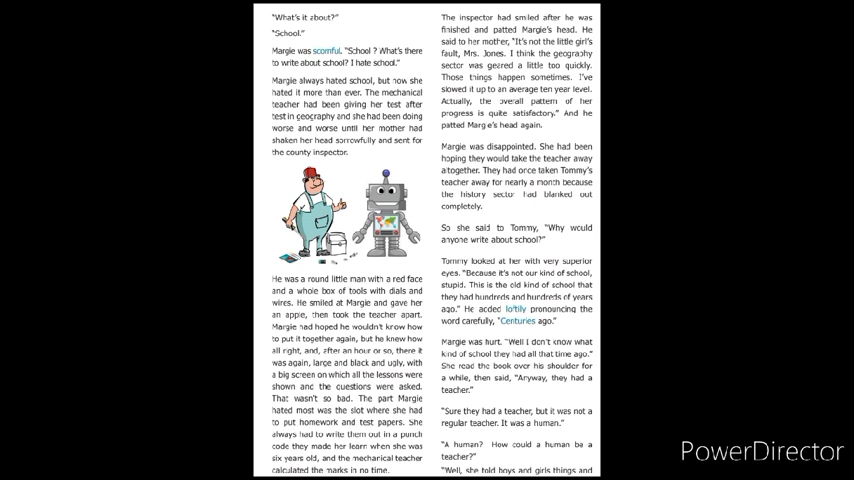 “What’s it about?”
“School.”
Margie was scornful. “School ? What’s there
to write about school? I hate school.”
Margie always hated school, but now she
hated it more than ever. The mechanical
teacher had been giving her test after
test in geography and she had been doing
worse and worse until her mother had
shaken her head sorrowfully and sent for
the county inspector.
He was a round little man with a red face
and a whole box of tools with dials and
wires. He smiled at Margie and gave her
an apple, then took the teacher apart.
Margie had hoped he wouldn’t know how
to put it together again, but he knew how
all right, and, after an hour or so, there it
was again, large and black and ugly, with
a big screen on which all the lessons were
shown and the questions were asked.
That wasn’t so bad. The part Margie
hated most was the slot where she had
to put homework and test papers. She
always had to write them out in a punch
code they made her learn when she was
six years old, and the mechanical teacher
calculated the marks in no time.
The inspector had smiled after he was
finished and patted Margie’s head. He
said to her mother, “It’s not the little girl’s
fault, Mrs. Jones. I think the geography
sector was geared a little too quickly.
Those things happen sometimes. I’ve
slowed it up to an average ten year level.
Actually, the overall pattern of her
progress is quite satisfactory.” And he
patted Margie’s head again.
Margie was disappointed. She had been
hoping they would take the teacher away
altogether. They had once taken Tommy’s
teacher away for nearly a month because
the history sector had blanked out
completely.
So she said to Tommy, “Why would
anyone write about school?”
Tommy looked at her with very superior
eyes. “Because it’s not our kind of school,
stupid. This is the old kind of school that
they had hundreds and hundreds of years
ago.” He added loftily pronouncing the
word carefully, “Centuries ago.”
Margie was hurt. “Well I don’t know what
kind of school they had all that time ago.”
She read the book over his shoulder for
a while, then said, “Anyway, they had a
teacher.”
“Sure they had a teacher, but it was not a
regular teacher. It was a human.”
“A human? How could a human be a
teacher?”
“Well, she told boys and girls things and
PowerDirector